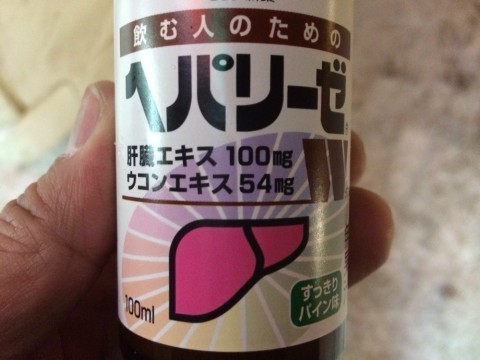 飲む人のための
ヘパリーゼ
W
肝臓エキス 100mg
ウコンエキス 54mg
100ml
すっきり
パイン味